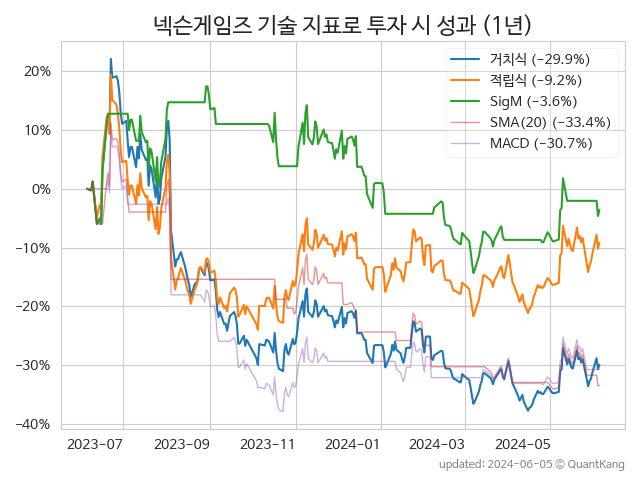 넥슨게임즈 기술 지표로 투자 시 성과 (1년)
거치식 (−29.9%)
적립식 (−9.2%)
SigM (−3.6%)
SMA(20) (−33.4%)
MACD (−30.7%)
20%
10%
0%
−10%
−20%
−30%
−40%
2023-07 2023-09 2023-11 2024-01 2024-03 2024-05
updated: 2024-06-05 ⓒ QuantKang